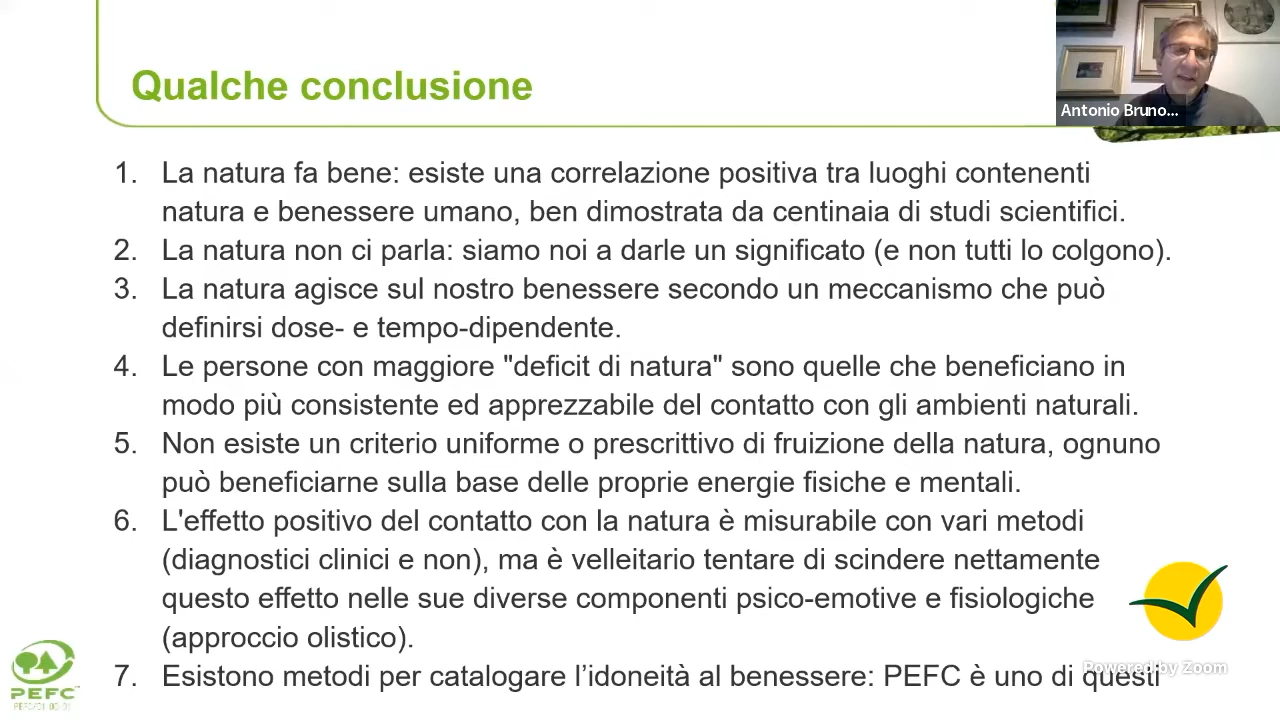 Qualche conclusione
Antonio Bruno...
1. La natura fa bene: esiste una correlazione positiva tra luoghi contenenti
natura e benessere umano, ben dimostrata da centinaia di studi scientifici.
2. La natura non ci parla: siamo noi a darle un significato (e non tutti lo colgono).
3. La natura agisce sul nostro benessere secondo un meccanismo che può
definirsi dose- e tempo-dipendente.
4. Le persone con maggiore "deficit di natura" sono quelle che beneficiano in
modo più consistente ed apprezzabile del contatto con gli ambienti naturali.
5. Non esiste un criterio uniforme o prescrittivo di fruizione della natura, ognuno
può beneficiarne sulla base delle proprie energie fisiche e mentali.
6. L'effetto positivo del contatto con la natura è misurabile con vari metodi
(diagnostici clinici e non), ma è velleitario tentare di scindere nettamente
questo effetto nelle sue diverse componenti psico-emotive e fisiologiche
(approccio olistico).
7. Esistono metodi per catalogare l’idoneità al benessere: PEFC è uno di questi
Powered by Zoom
PEFC